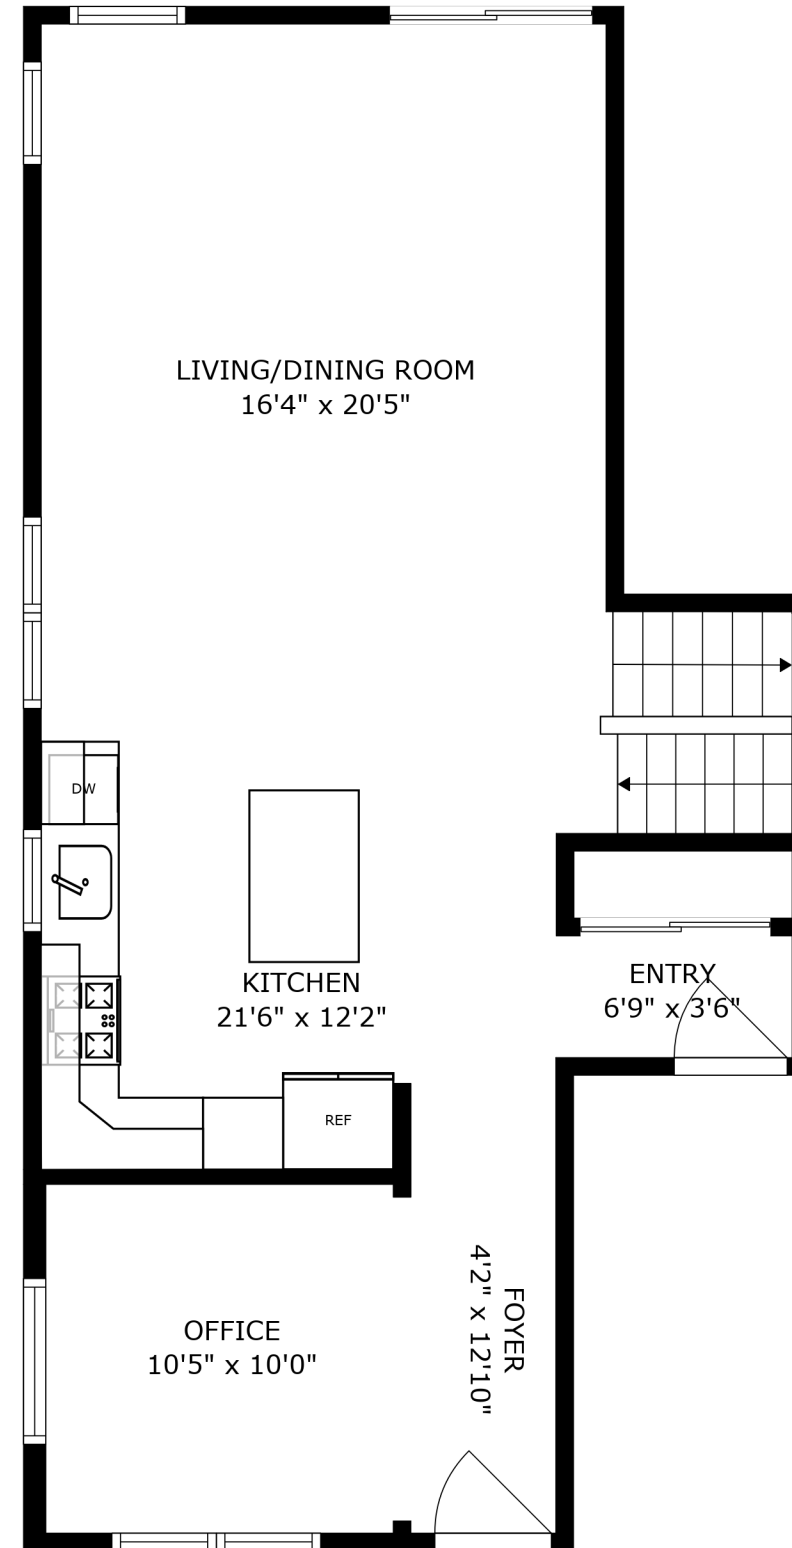 LIVING/DINING ROOM
16'4" x 20'5"
DW
KITCHEN
21'6" x 12'2"
ENTRY
6'9" x 3'6"
REF
OFFICE
10'5" x 10'0"
FOYER
4'2" x 12'10"